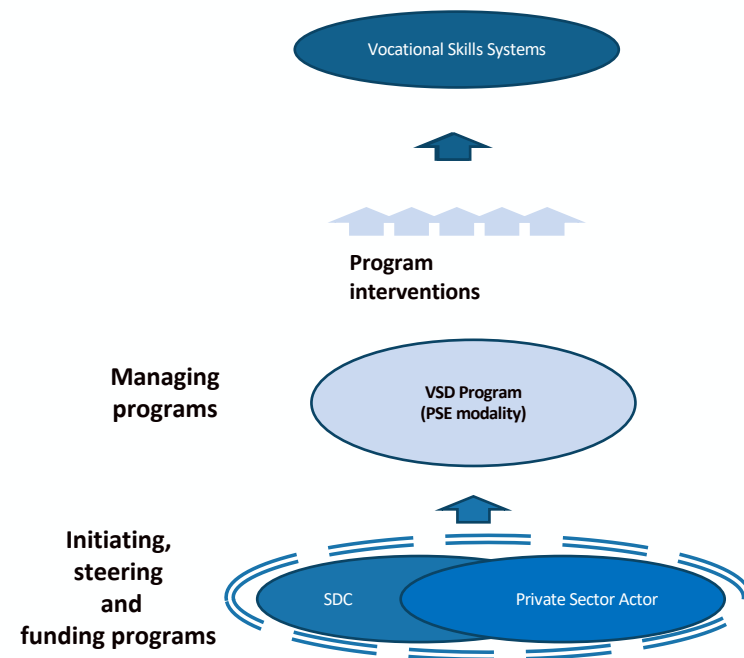 Vocational Skills Systems
Program
interventions
Managing
programs
VSD Program
(PSE modality)
Initiating,
steering
and
funding programs
SDC
Private Sector Actor